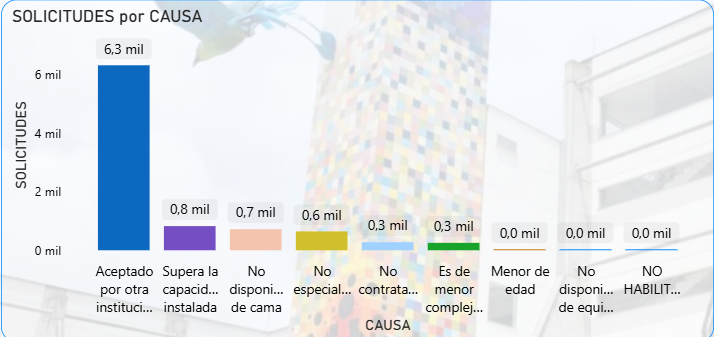 SOLICITUDES por CAUSA
6,3 mil
6 mil
4 mil
2 mil
0 mil
SOLICITUDES
0,8 mil
0,7 mil
0,6 mil
0,3 mil
0,3 mil
0,0 mil
0,0 mil
0,0 mil
Aceptado
por otra
instituci...
Supera la
capacid...
instalada
No
disponi...
de cama
No
especial...
No
contrata...
Es de
menor
complej...
Menor de
edad
No
disponi...
de equi...
NO
HABILIT...
CAUSA